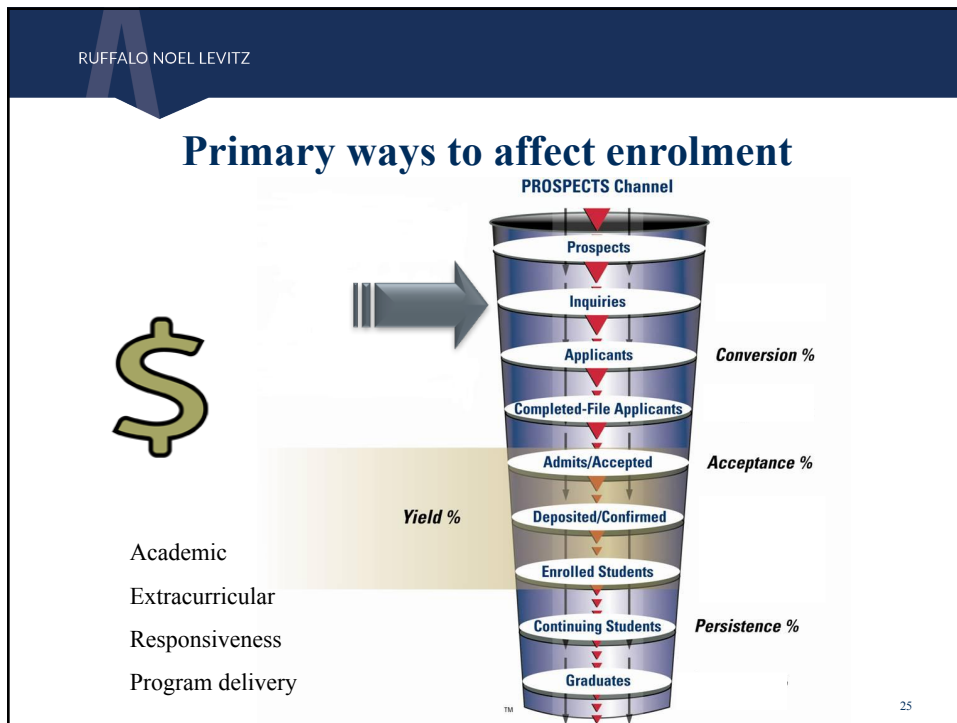 RUFFALO NOEL LEVITZ
Primary ways to affect enrolment
PROSPECTS Channel
Prospects
Inquiries
Applicants
Conversion %
Completed-File Applicants
Admits/Accepted
Acceptance %
Yield %
Deposited/Confirmed
Academic
Enrolled Students
Extracurricular
Continuing Students
Persistence %
Responsiveness
Graduates
Program delivery
TM
25
$